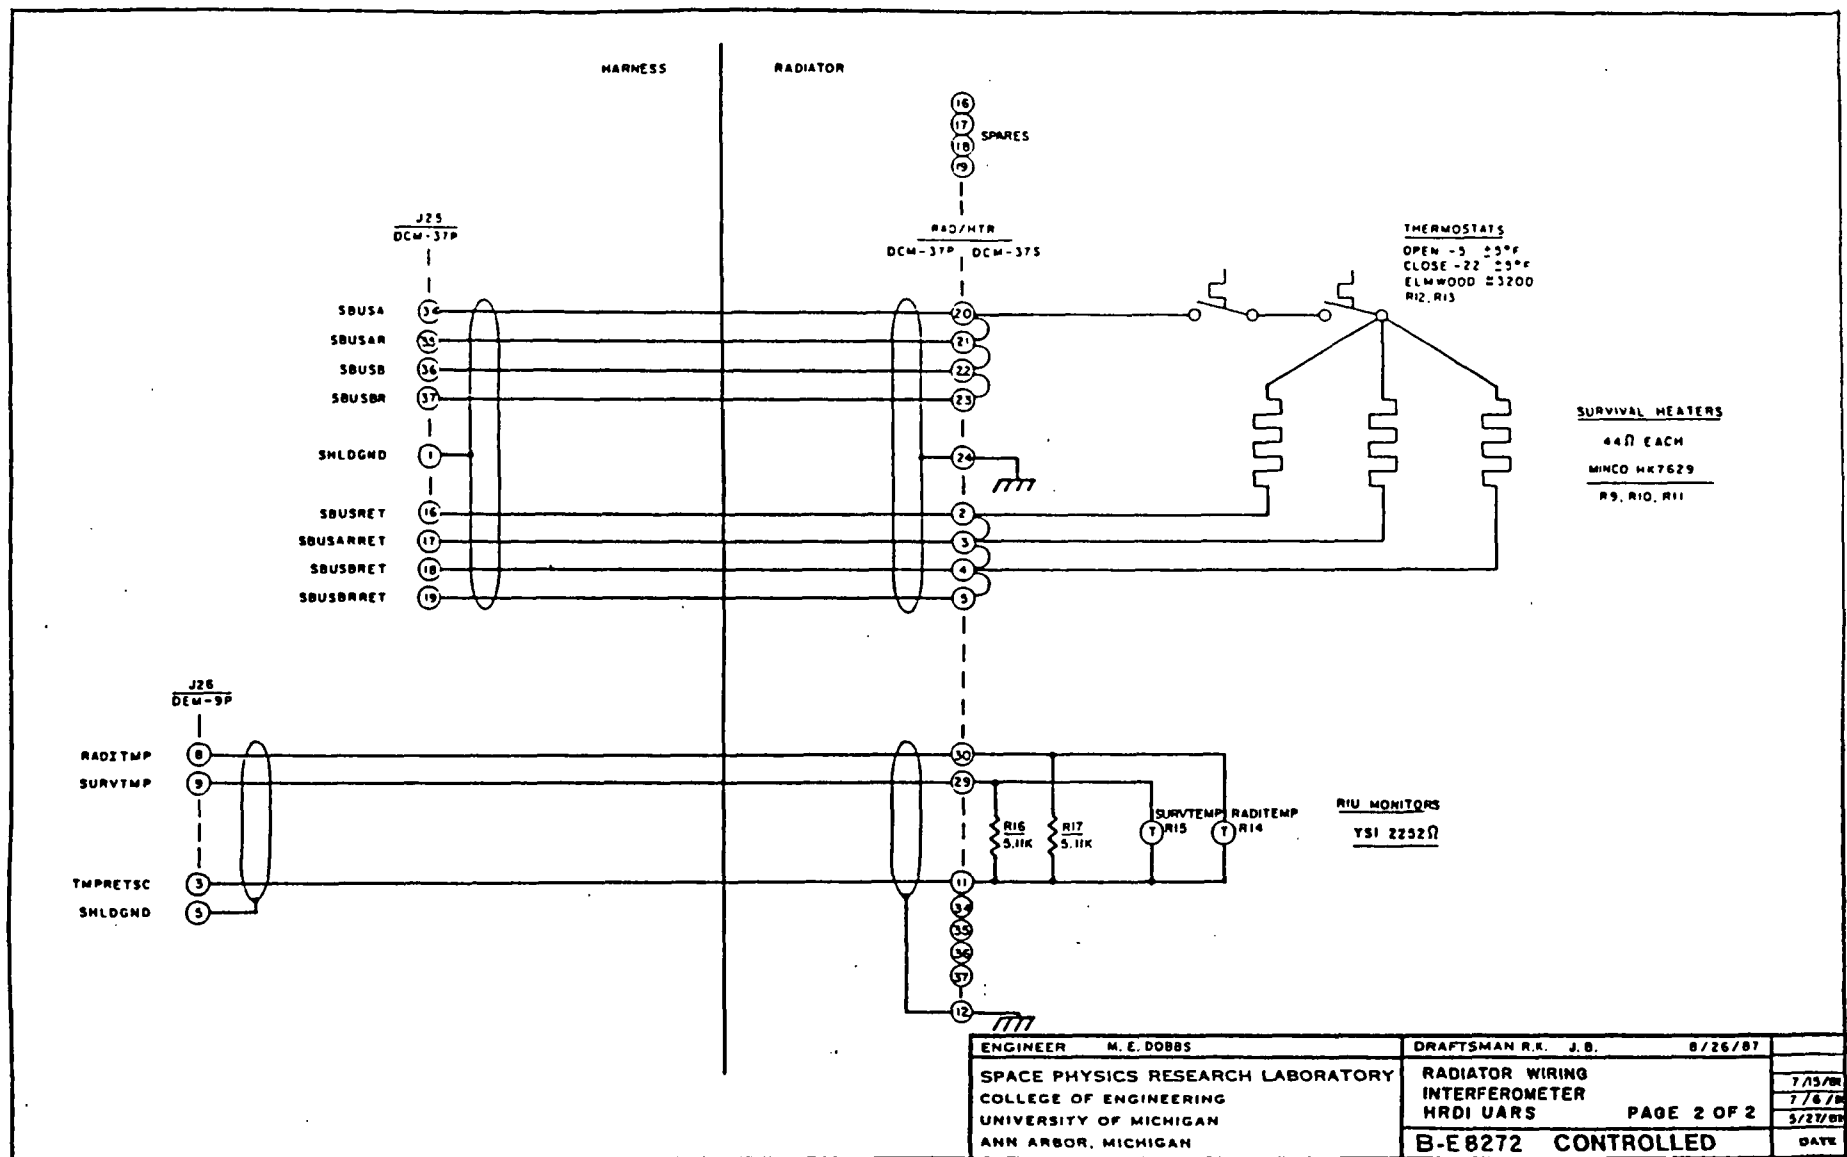 HARNESS
RADIATOR
16
17
18
19
SPARES
J25
DCM-37P
RAD/HTR
DCM-37P DCM-37S
THERMOSTATS
OPEN -5 ±5°F
CLOSE -22 ±5°F
ELMWOOD #3200
R12, R13
SBUSA 34 20
SBUSAR 35 21
SBUSB 36 22
SBUSBR 37 23
SHLDGND 1 24
SBUSRET 16 2
SBUSARRET 17 3
SBUSBRET 18 4
SBUSBRRET 19 5
SURVIVAL HEATERS
44Ω EACH
MINCO HK7629
R9, R10, R11
J26
DEM-9P
RADITMP 8 30
SURVTMP 9 29
R16
5.11K
R17
5.11K
SURVTEMP
T R15
RADITEMP
T R14
RIU MONITORS
YSI 2252Ω
TMPRETSC 3 11
SHLDGND 5
34
35
36
37
12
ENGINEER M. E. DOBBS
SPACE PHYSICS RESEARCH LABORATORY
COLLEGE OF ENGINEERING
UNIVERSITY OF MICHIGAN
ANN ARBOR, MICHIGAN
DRAFTSMAN R.K. J.B. 8/26/87
RADIATOR WIRING
INTERFEROMETER
HRDI UARS PAGE 2 OF 2
B-E8272 CONTROLLED
DATE